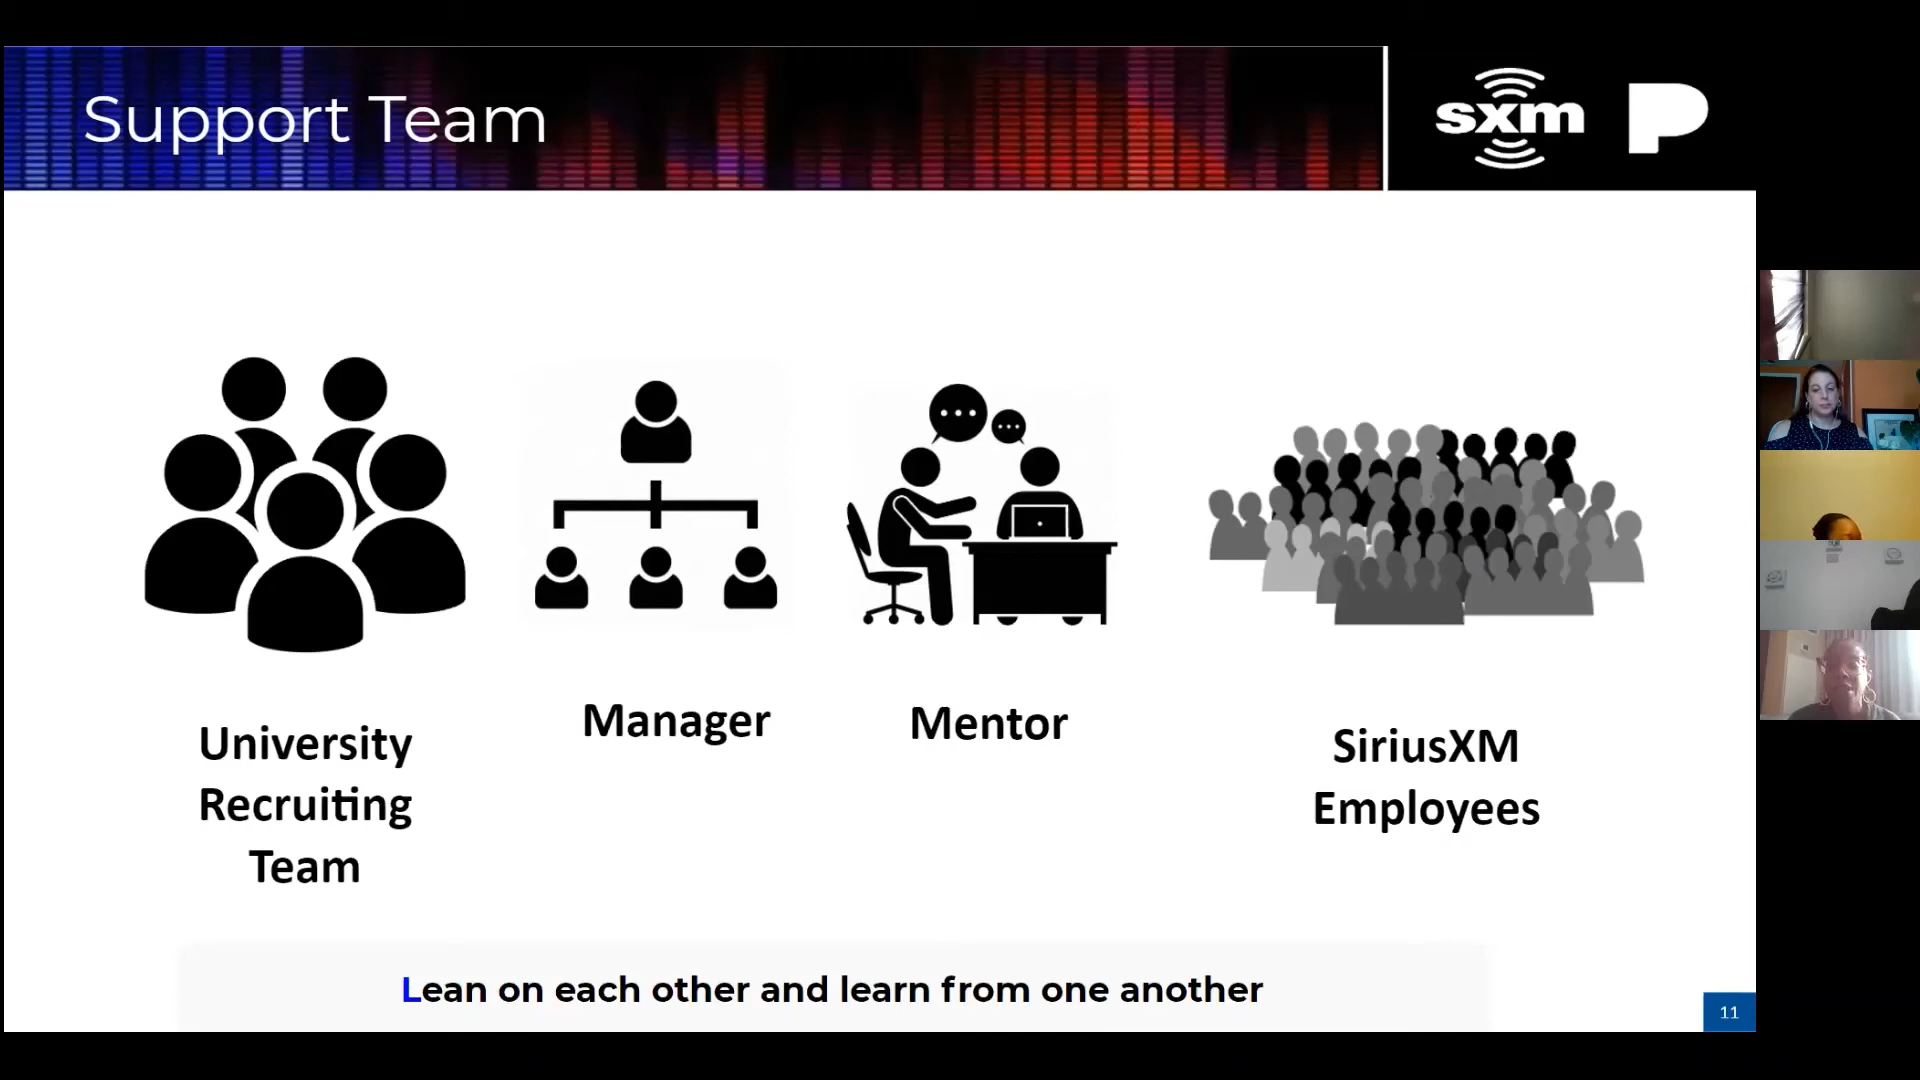 Support Team
sxm
University
Recruiting
Team
Manager
Mentor
SiriusXM
Employees
Lean on each other and learn from one another
11